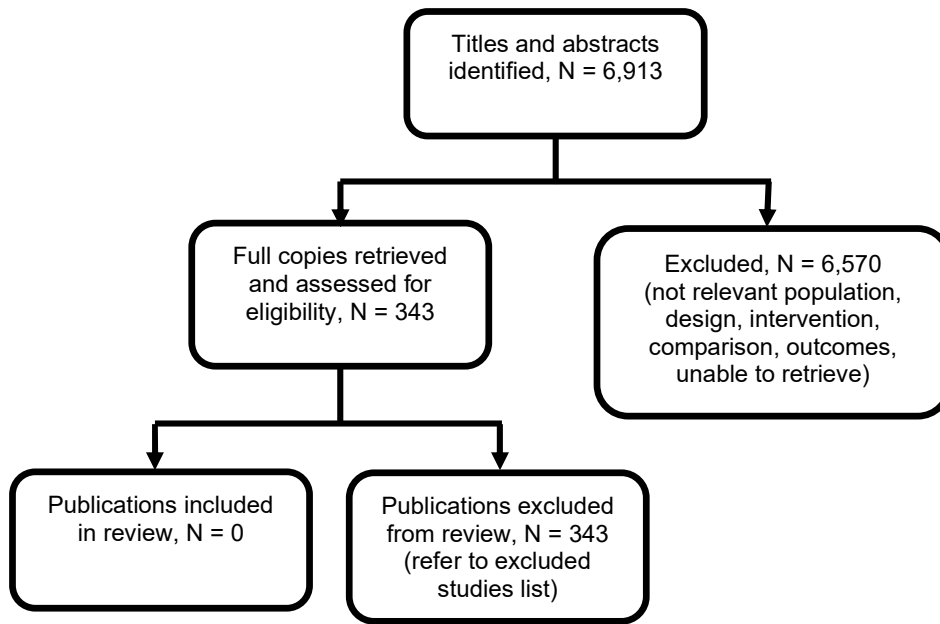 Titles and abstracts
identified, N = 6,913
Full copies retrieved
and assessed for
eligibility, N = 343
Excluded, N = 6,570
(not relevant population,
design, intervention,
comparison, outcomes,
unable to retrieve)
Publications included
in review, N = 0
Publications excluded
from review, N = 343
(refer to excluded
studies list)